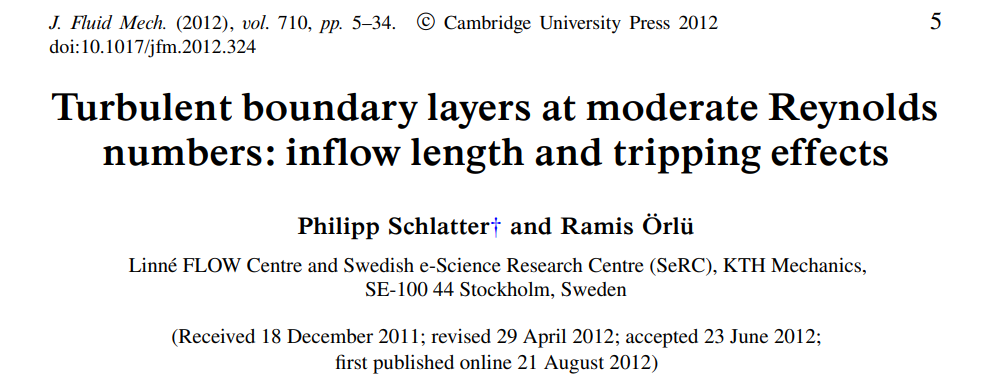 J. Fluid Mech. (2012), vol. 710, pp. 5–34. © Cambridge University Press 2012 5
doi:10.1017/jfm.2012.324
Turbulent boundary layers at moderate Reynolds
numbers: inflow length and tripping effects
Philipp Schlatter† and Ramis Örlü
Linné FLOW Centre and Swedish e-Science Research Centre (SeRC), KTH Mechanics,
SE-100 44 Stockholm, Sweden
(Received 18 December 2011; revised 29 April 2012; accepted 23 June 2012;
first published online 21 August 2012)